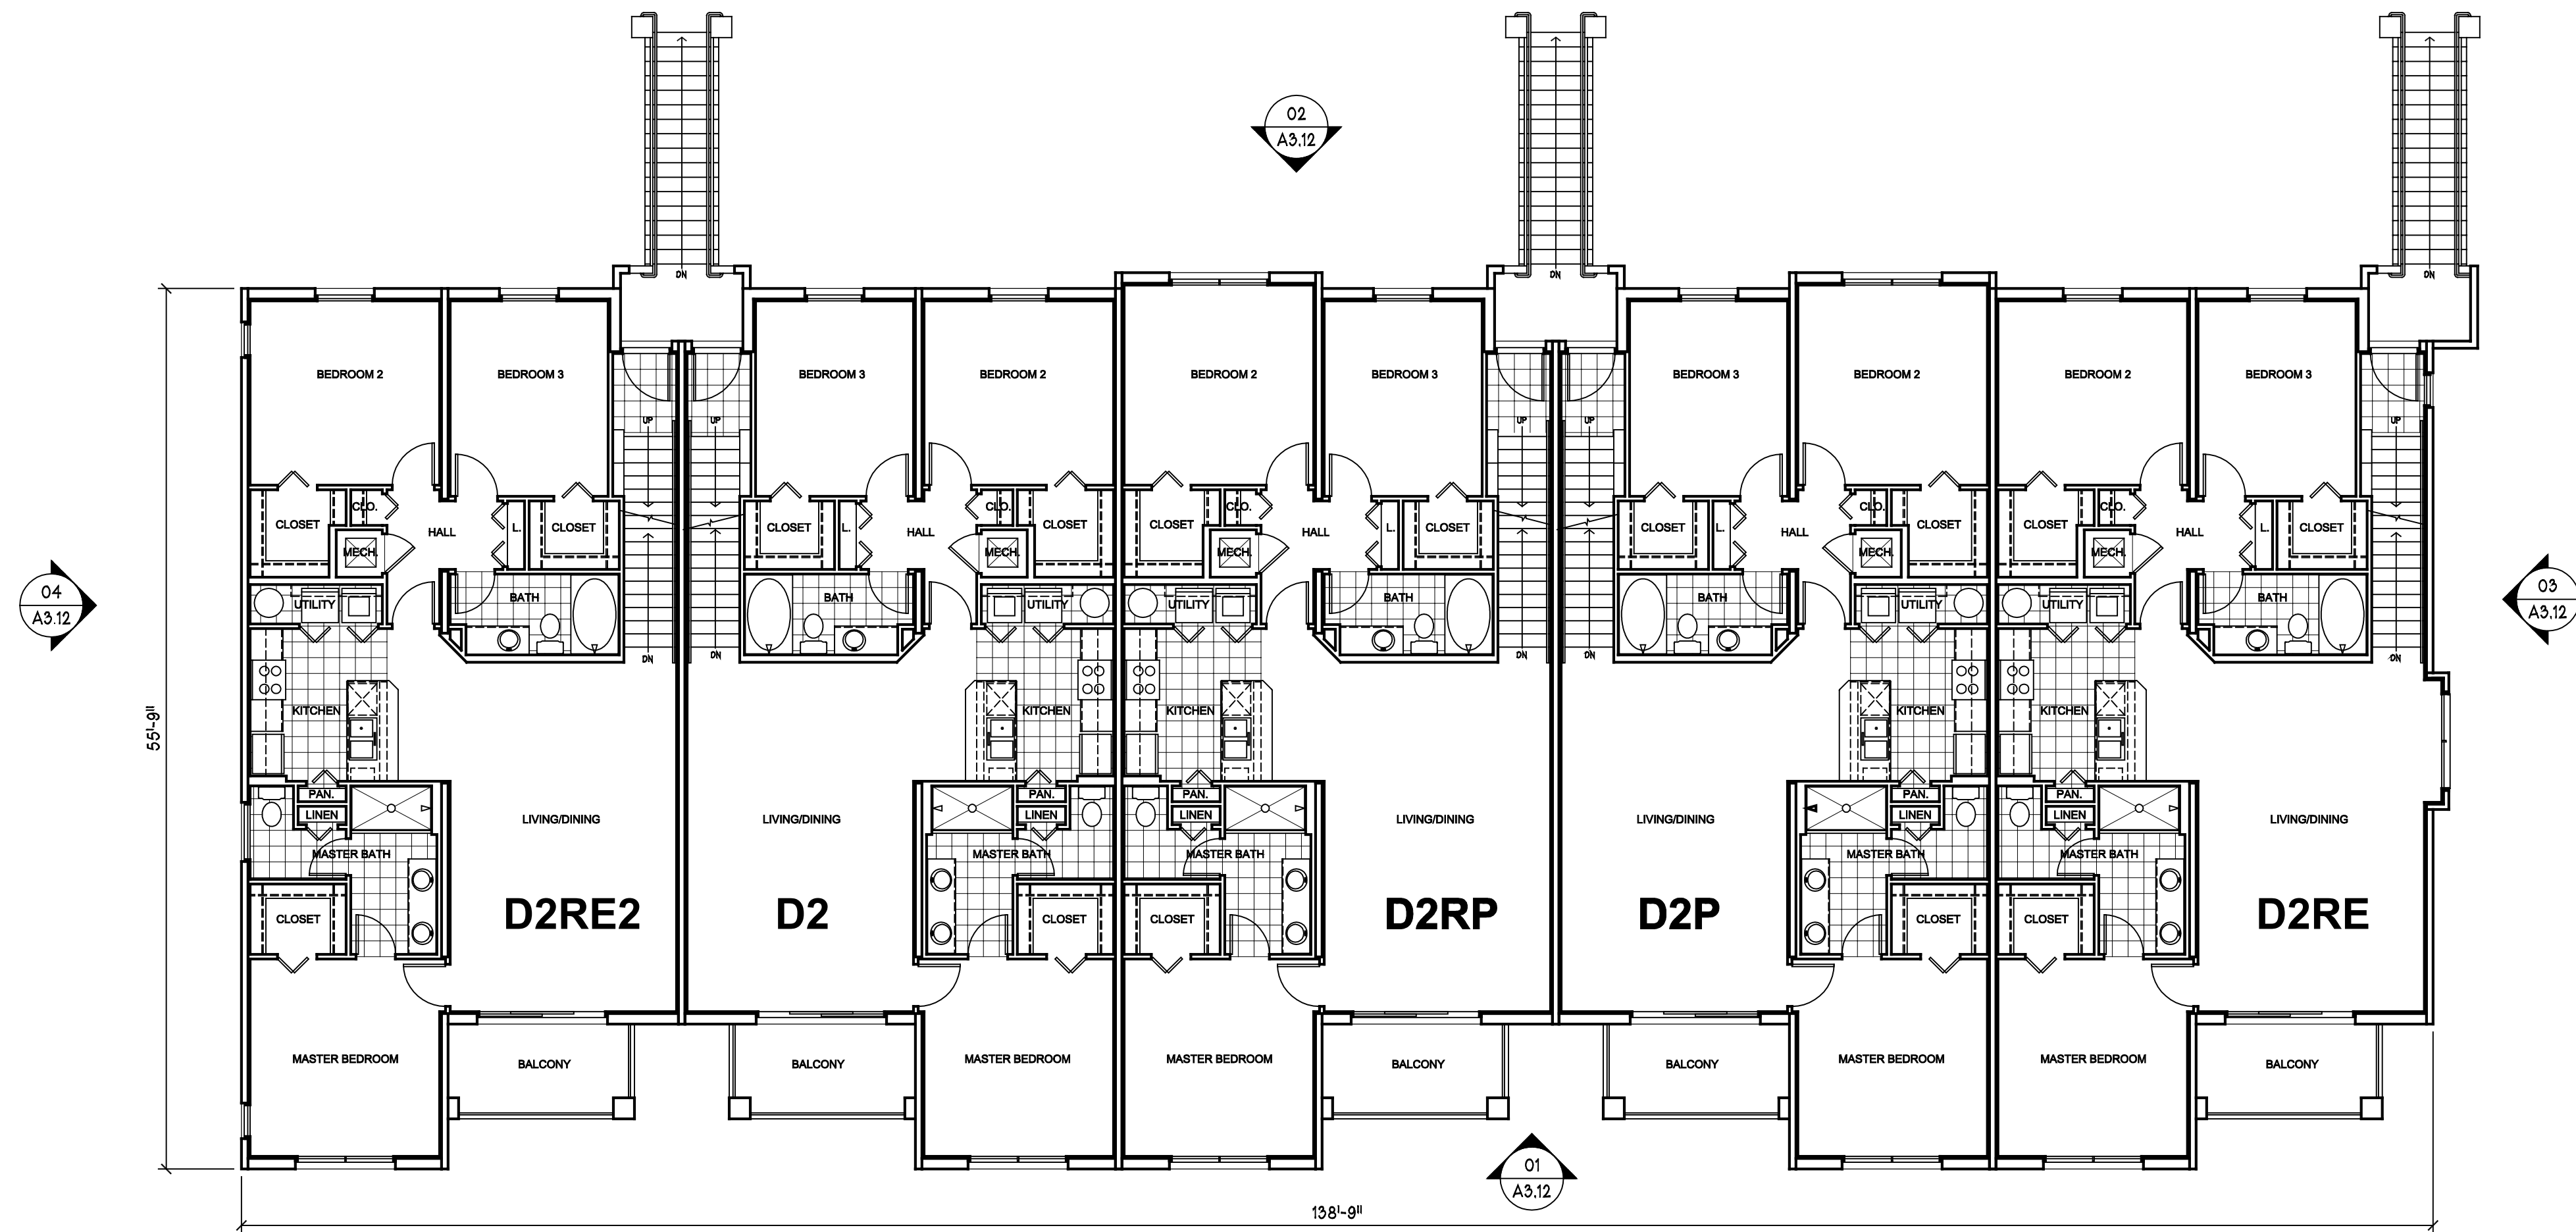 02
A3.12
DN
DN
DN
BEDROOM 2
BEDROOM 3
BEDROOM 3
BEDROOM 2
BEDROOM 2
BEDROOM 3
BEDROOM 3
BEDROOM 2
BEDROOM 2
BEDROOM 3
UP
UP
UP
UP
UP
CLO.
CLO.
CLO.
CLO.
CLO.
CLOSET
HALL
L.
CLOSET
CLOSET
L.
HALL
CLOSET
CLOSET
HALL
L.
CLOSET
CLOSET
L.
HALL
CLOSET
CLOSET
HALL
L.
CLOSET
MECH.
MECH.
MECH.
MECH.
MECH.
04
A3.12
03
A3.12
UTILITY
BATH
BATH
UTILITY
UTILITY
BATH
BATH
UTILITY
UTILITY
BATH
DN
DN
DN
DN
DN
55'-9"
KITCHEN
KITCHEN
KITCHEN
KITCHEN
KITCHEN
PAN.
PAN.
PAN.
PAN.
PAN.
LINEN
LIVING/DINING
LIVING/DINING
LINEN
LINEN
LIVING/DINING
LIVING/DINING
LINEN
LINEN
LIVING/DINING
MASTER BATH
MASTER BATH
MASTER BATH
MASTER BATH
MASTER BATH
CLOSET
D2RE2
D2
CLOSET
CLOSET
D2RP
D2P
CLOSET
CLOSET
D2RE
MASTER BEDROOM
BALCONY
BALCONY
MASTER BEDROOM
MASTER BEDROOM
BALCONY
BALCONY
MASTER BEDROOM
MASTER BEDROOM
BALCONY
01
A3.12
138'-9"